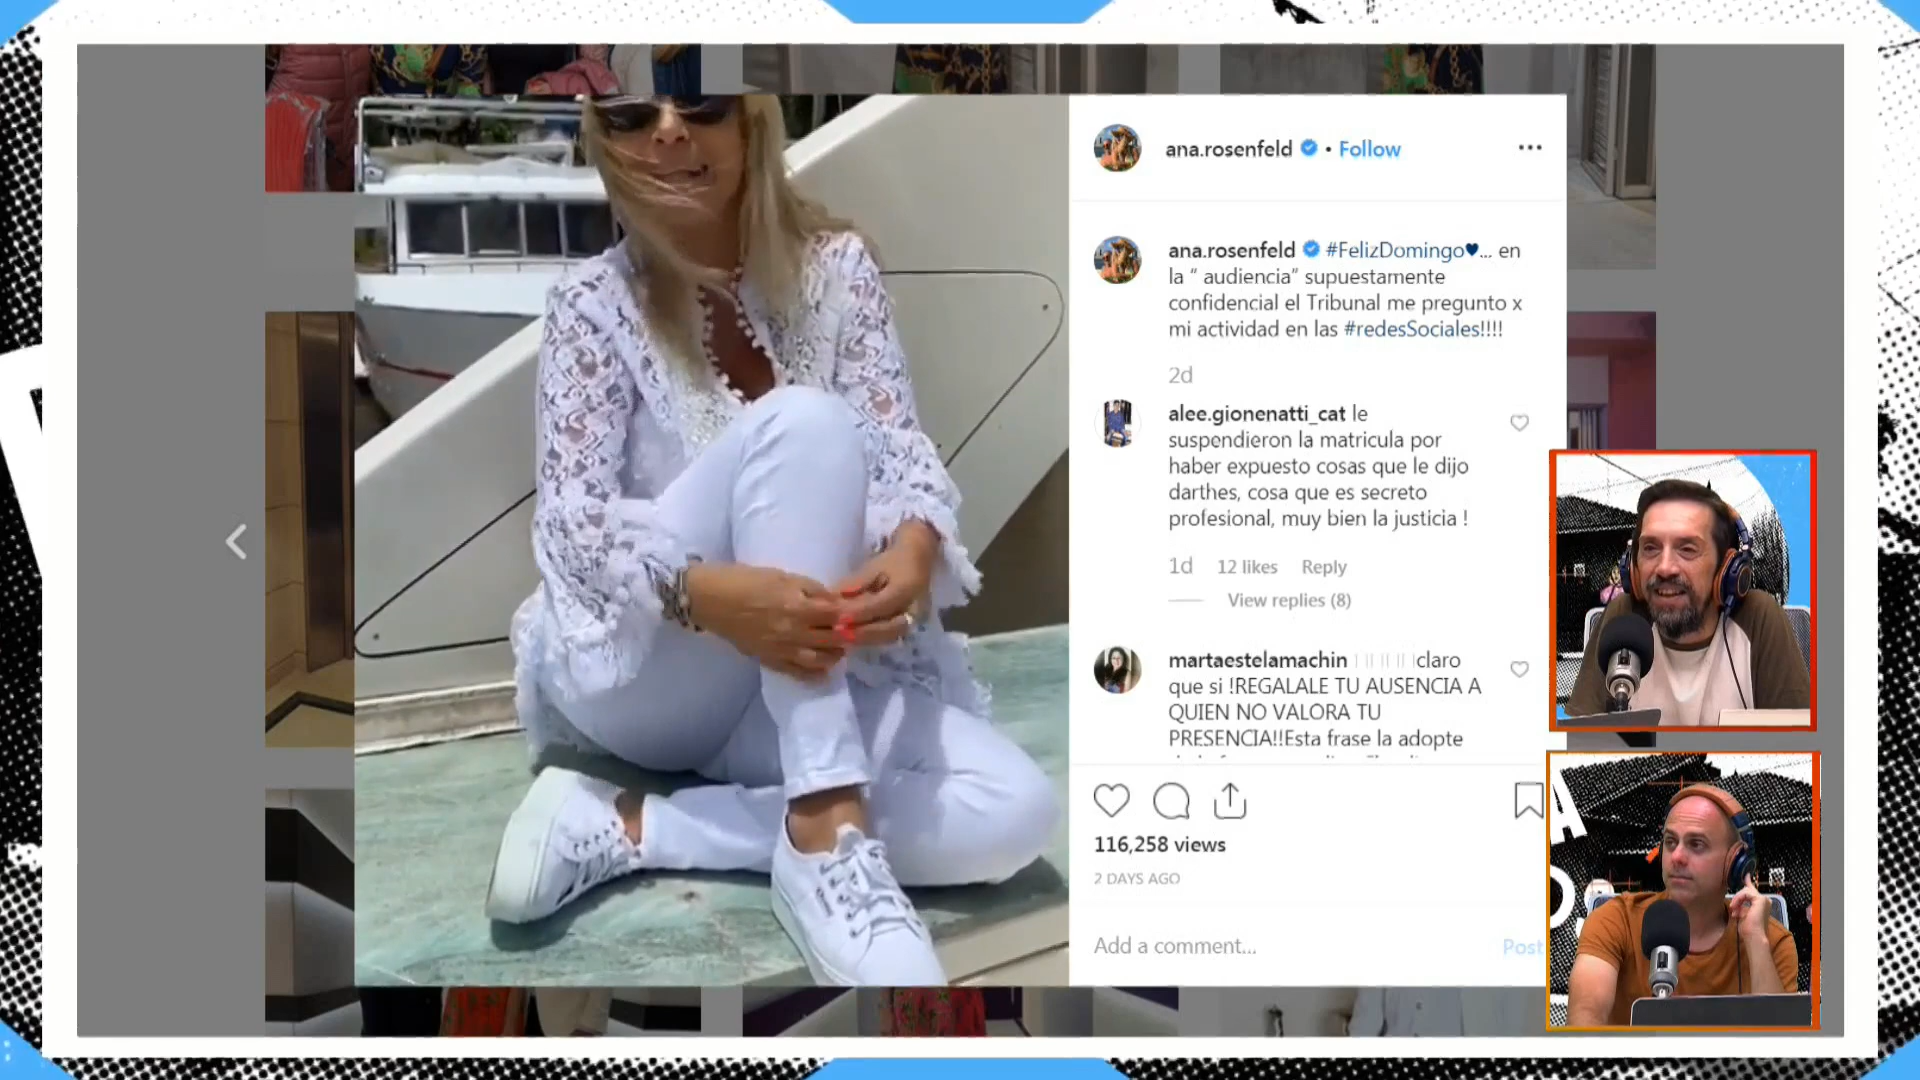 ana.rosenfeld • Follow
ana.rosenfeld #FelizDomingo♥... en
la “ audiencia” supuestamente
confidencial el Tribunal me pregunto x
mi actividad en las #redesSociales!!!!
2d
alee.gionenatti_cat le
suspendieron la matricula por
haber expuesto cosas que le dijo
darthes, cosa que es secreto
profesional, muy bien la justicia !
1d 12 likes Reply
View replies (8)
martaestelamachin claro
que si !REGALALE TU AUSENCIA A
QUIEN NO VALORA TU
PRESENCIA!!Esta frase la adopte
116,258 views
2 DAYS AGO
Add a comment...
Post